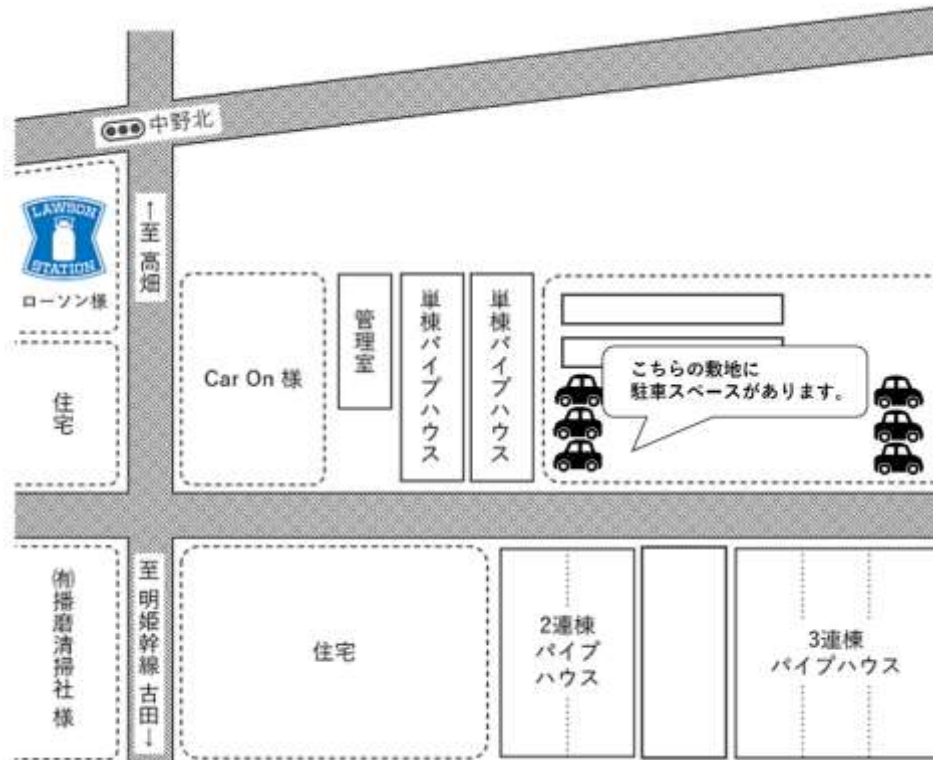 中野北
LAWSON
STATION
ローソン様
↑至 高畑
住宅
Car On 様
管理室
単棟パイプハウス
単棟パイプハウス
こちらの敷地に
駐車スペースがあります。
㈲播磨清掃社 様
至 明姫幹線 古田↓
住宅
2連棟
パイプ
ハウス
3連棟
パイプハウス